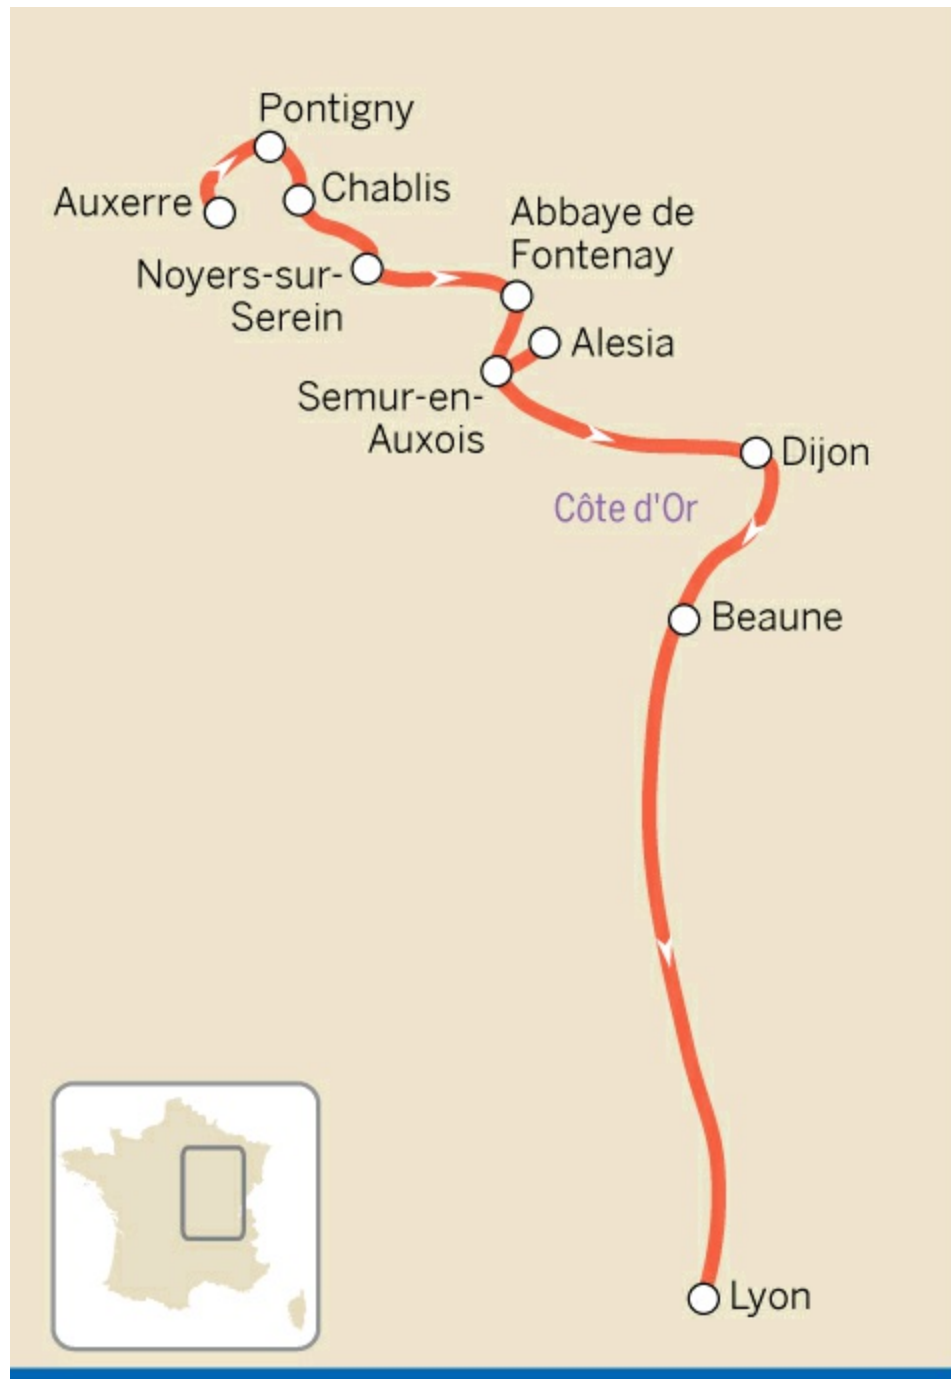 Pontigny
Auxerre
Chablis
Abbaye de
Fontenay
Noyers-sur-
Serein
Alesia
Semur-en-
Auxois
Dijon
Côte d'Or
Beaune
Lyon